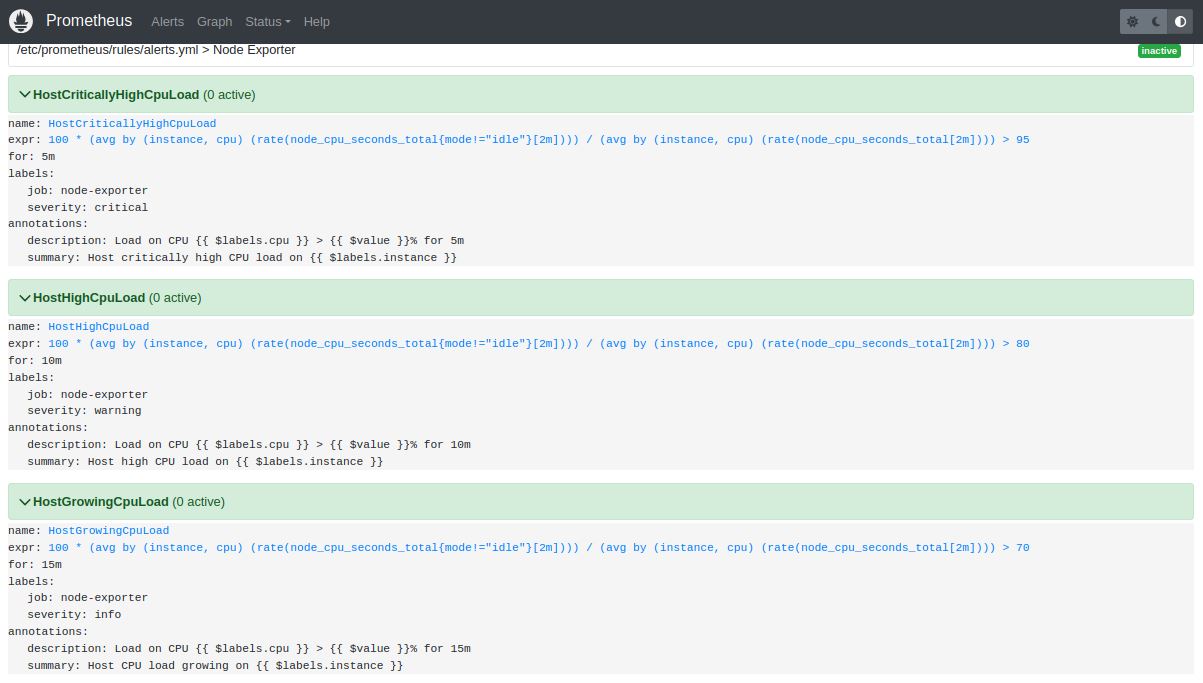 Prometheus Alerts Graph Status Help
/etc/prometheus/rules/alerts.yml > Node Exporter inactive
HostCriticallyHighCpuLoad (0 active)
name: HostCriticallyHighCpuLoad
expr: 100 * (avg by (instance, cpu) (rate(node_cpu_seconds_total{mode!="idle"}[2m]))) / (avg by (instance, cpu) (rate(node_cpu_seconds_total[2m]))) > 95
for: 5m
labels:
job: node-exporter
severity: critical
annotations:
description: Load on CPU {{ $labels.cpu }} > {{ $value }}% for 5m
summary: Host critically high CPU load on {{ $labels.instance }}
HostHighCpuLoad (0 active)
name: HostHighCpuLoad
expr: 100 * (avg by (instance, cpu) (rate(node_cpu_seconds_total{mode!="idle"}[2m]))) / (avg by (instance, cpu) (rate(node_cpu_seconds_total[2m]))) > 80
for: 10m
labels:
job: node-exporter
severity: warning
annotations:
description: Load on CPU {{ $labels.cpu }} > {{ $value }}% for 10m
summary: Host high CPU load on {{ $labels.instance }}
HostGrowingCpuLoad (0 active)
name: HostGrowingCpuLoad
expr: 100 * (avg by (instance, cpu) (rate(node_cpu_seconds_total{mode!="idle"}[2m]))) / (avg by (instance, cpu) (rate(node_cpu_seconds_total[2m]))) > 70
for: 15m
labels:
job: node-exporter
severity: info
annotations:
description: Load on CPU {{ $labels.cpu }} > {{ $value }}% for 15m
summary: Host CPU load growing on {{ $labels.instance }}